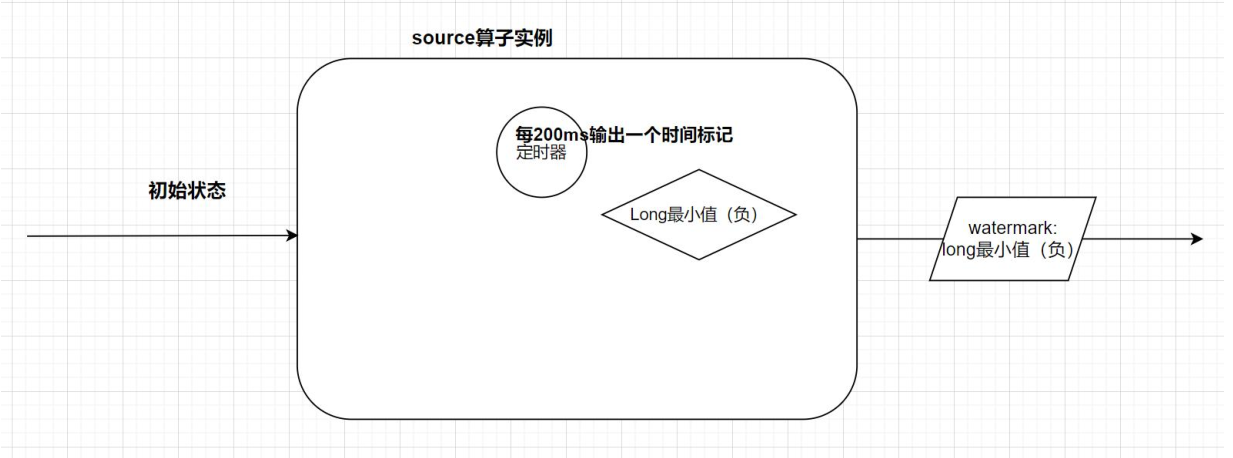 source算子实例
每200ms输出一个时间标记
定时器
初始状态
Long最小值（负）
watermark:
long最小值（负）